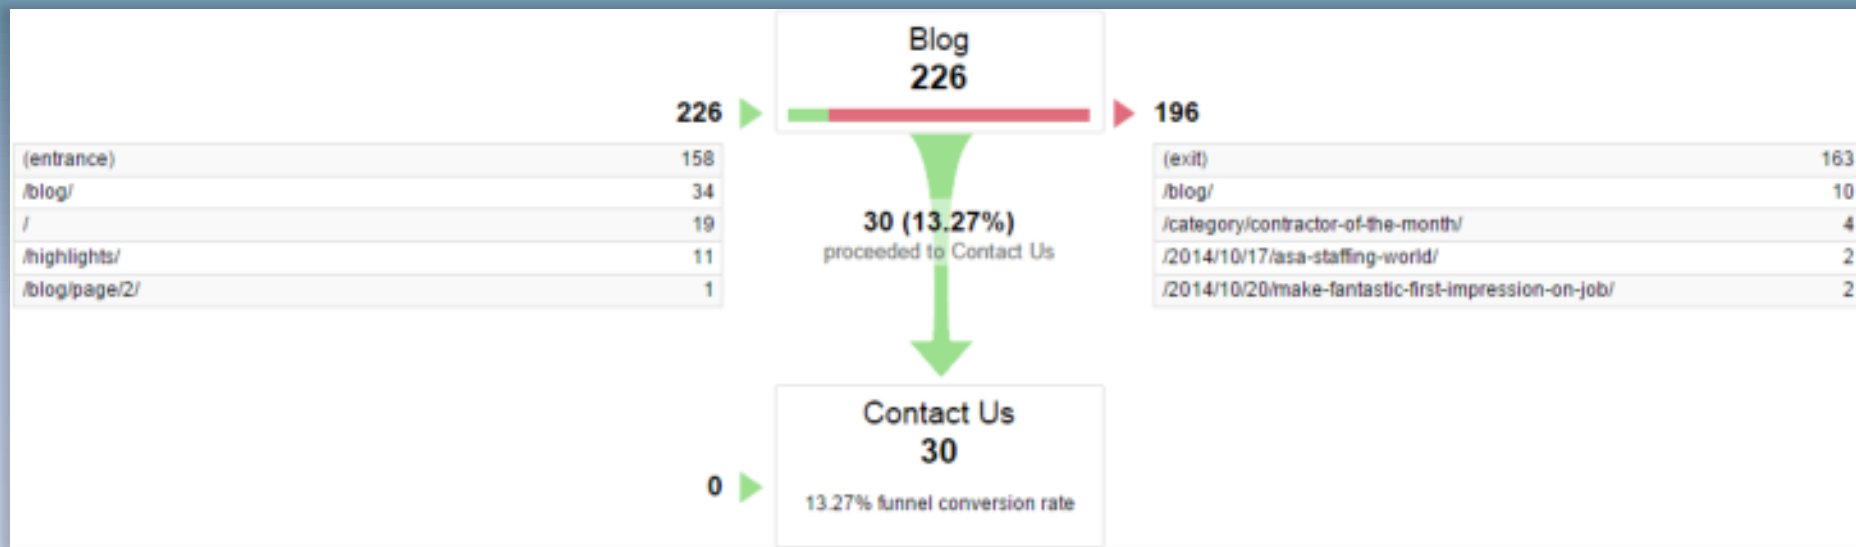 Blog
226
226
196
(entrance) 158
/blog/ 34
/ 19
/highlights/ 11
/blog/page/2/ 1
30 (13.27%)
proceeded to Contact Us
(exit) 163
/blog/ 10
/category/contractor-of-the-month/ 4
/2014/10/17/asa-staffing-world/ 2
/2014/10/20/make-fantastic-first-impression-on-job/ 2
Contact Us
30
0
13.27% funnel conversion rate